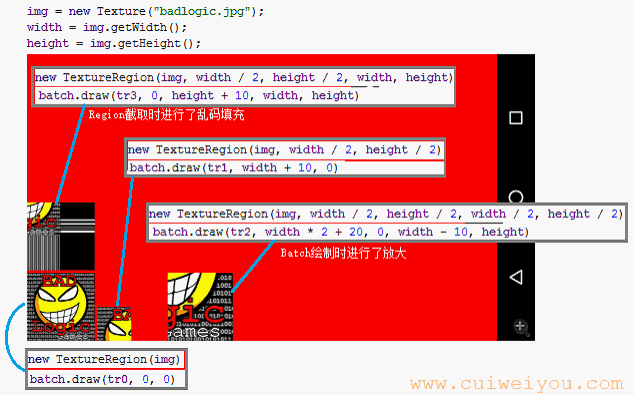 img = new Texture("badlogic.jpg");
width = img.getWidth();
height = img.getHeight();
new TextureRegion(img, width / 2, height / 2, width, height)
batch.draw(tr3, 0, height + 10, width, height)
Region截取时进行了乱码填充
new TextureRegion(img, width / 2, height / 2)
batch.draw(tr1, width + 10, 0)
new TextureRegion(img, width / 2, height / 2, width / 2, height / 2)
batch.draw(tr2, width * 2 + 20, 0, width - 10, height)
Batch绘制时进行了放大
BAD
Logic
Games
new TextureRegion(img)
batch.draw(tr0, 0, 0)
www.cuiweiyou.com